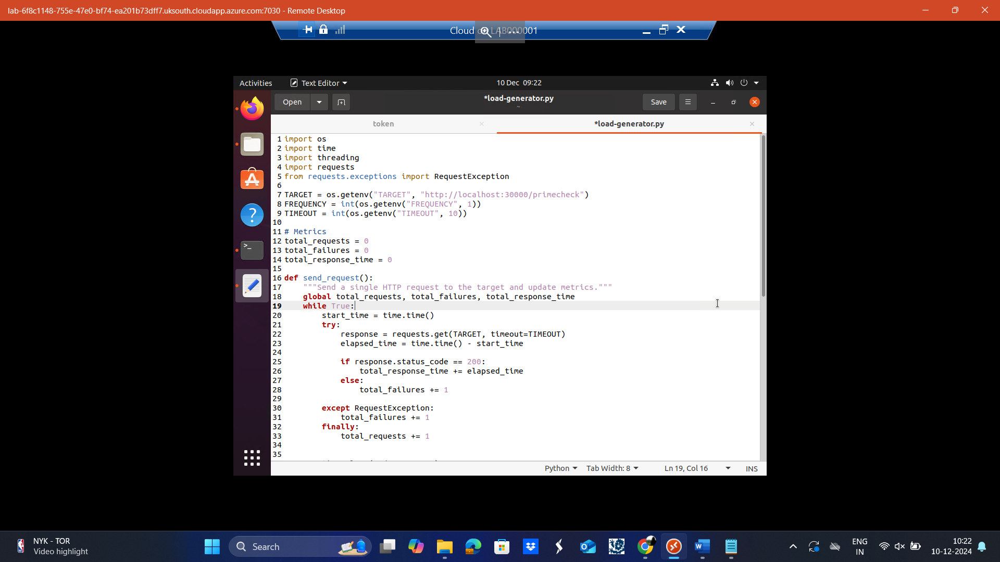 lab-6f8c1148-755e-47e0-bf74-ea201b73dff7.uksouth.cloudapp.azure.com:7030 - Remote Desktop
Cloud LAB000001
Activities
Text Editor
10 Dec 09:22
Open
*load-generator.py
~
Save
token
*load-generator.py
1 import os
2 import time
3 import threading
4 import requests
5 from requests.exceptions import RequestException
6
7 TARGET = os.getenv("TARGET", "http://localhost:30000/primecheck")
8 FREQUENCY = int(os.getenv("FREQUENCY", 1))
9 TIMEOUT = int(os.getenv("TIMEOUT", 10))
10
11 # Metrics
12 total_requests = 0
13 total_failures = 0
14 total_response_time = 0
15
16 def send_request():
17     """Send a single HTTP request to the target and update metrics."""
18     global total_requests, total_failures, total_response_time
19     while True:
20         start_time = time.time()
21         try:
22             response = requests.get(TARGET, timeout=TIMEOUT)
23             elapsed_time = time.time() - start_time
24
25             if response.status_code == 200:
26                 total_response_time += elapsed_time
27             else:
28                 total_failures += 1
29
30         except RequestException:
31             total_failures += 1
32         finally:
33             total_requests += 1
34
35
Python
Tab Width: 8
Ln 19, Col 16
INS
NYK - TOR
Video highlight
Search
ENG
IN
10:22
10-12-2024